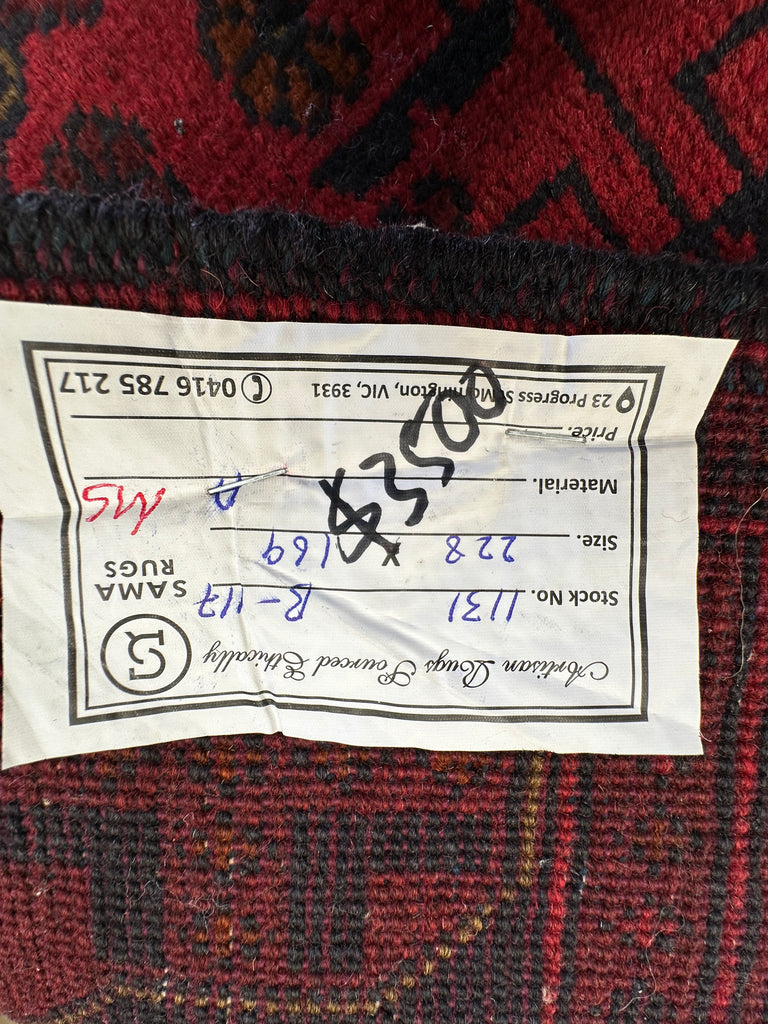 Artisan Rugs Sourced Ethically
S
SAMA
RUGS
Stock No. 1131 B-117
Size. 228 x 169
Material. A MS
Price.
23 Progress St Mornington, VIC, 3931 0416 785 217